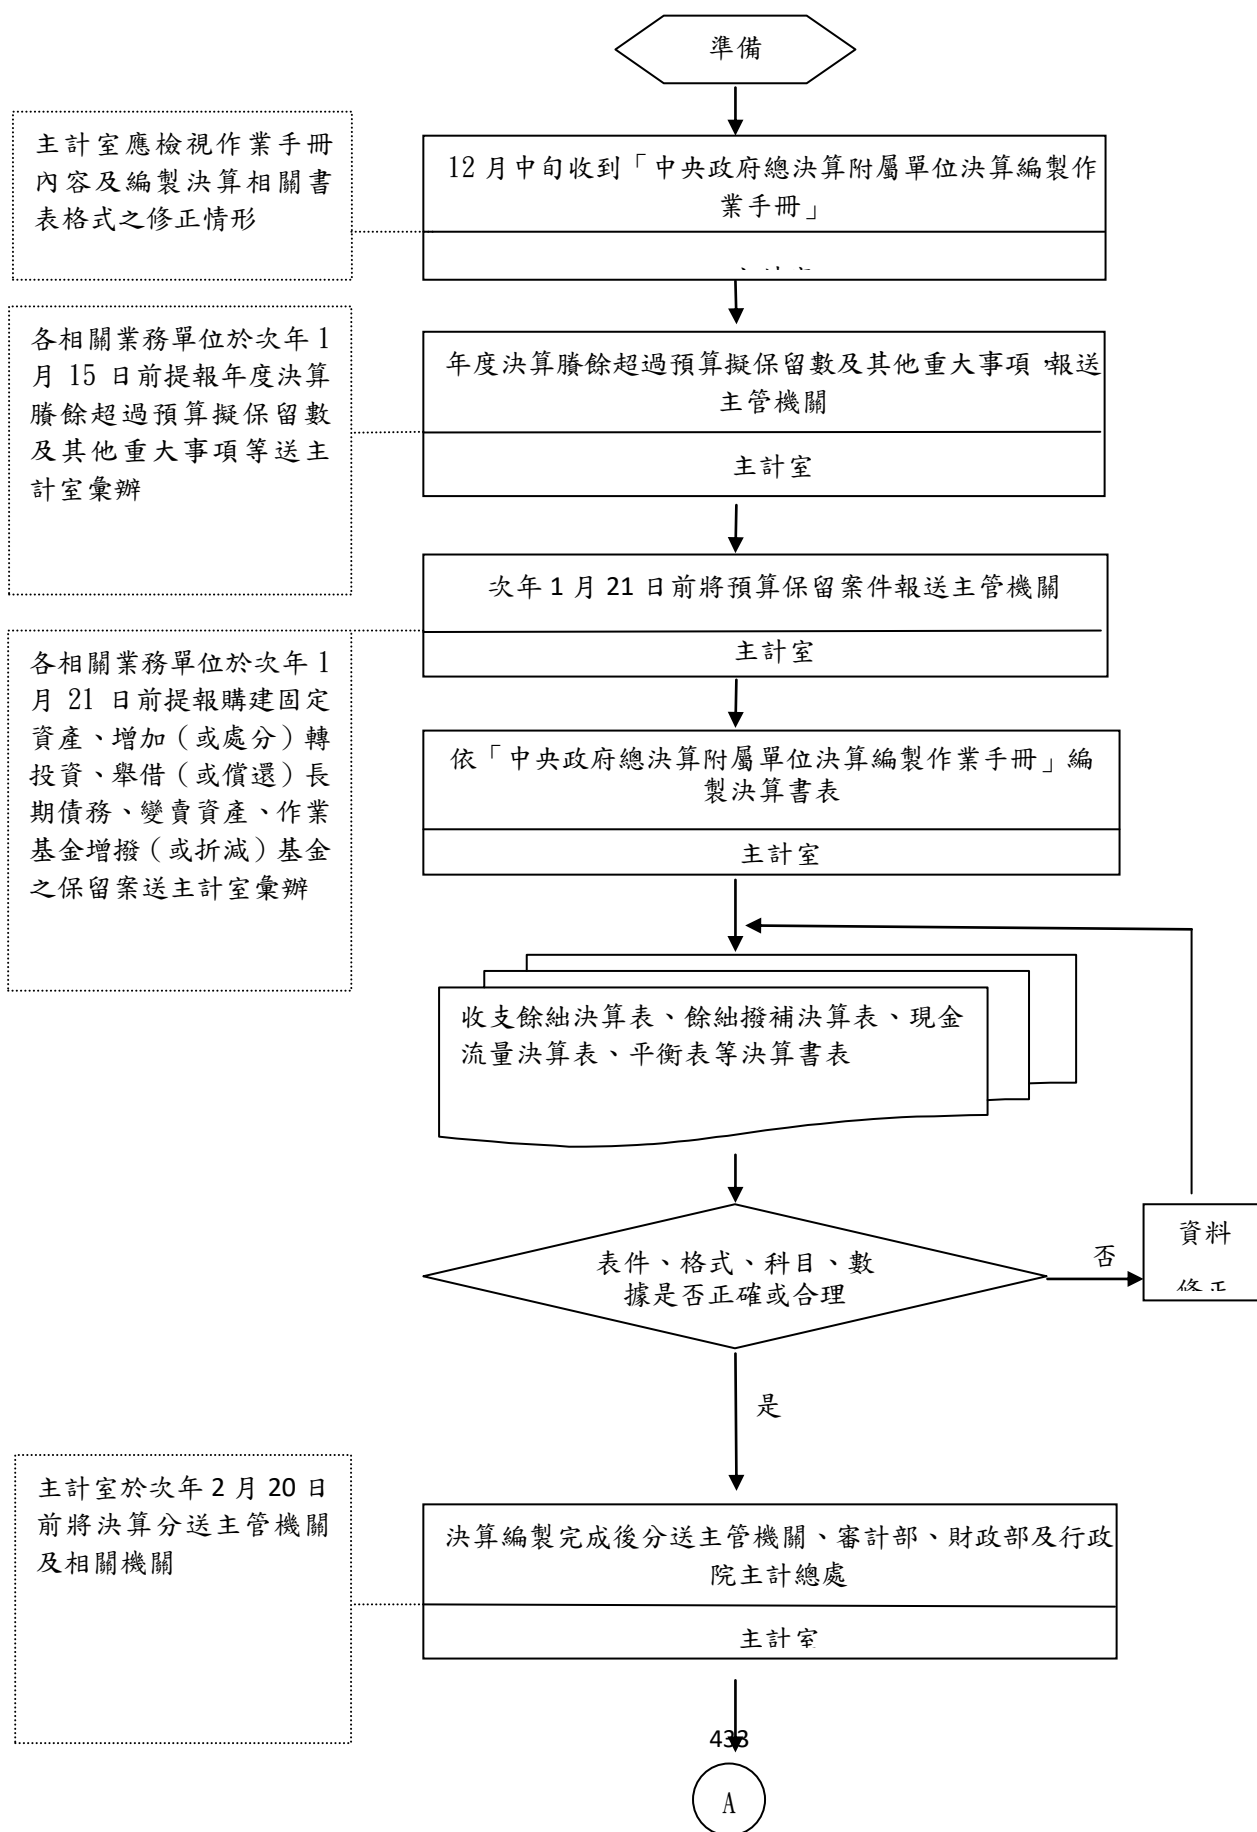 準備
主計室應檢視作業手冊
內容及編製決算相關書
表格式之修正情形
12 月中旬收到「中央政府總決算附屬單位決算編製作
業手冊」
各相關業務單位於次年 1
月 15 日前提報年度決算
賸餘超過預算擬保留數
及其他重大事項等送主
計室彙辦
年度決算賸餘超過預算擬保留數及其他重大事項,報送
主管機關
主計室
次年 1 月 21 日前將預算保留案件報送主管機關
主計室
各相關業務單位於次年 1
月 21 日前提報購建固定
資產、增加（或處分）轉
投資、舉借（或償還）長
期債務、變賣資產、作業
基金增撥（或折減）基金
之保留案送主計室彙辦
依「中央政府總決算附屬單位決算編製作業手冊」編
製決算書表
主計室
收支餘絀決算表、餘絀撥補決算表、現金
流量決算表、平衡表等決算書表
表件、格式、科目、數
據是否正確或合理
否
資料
修正
是
主計室於次年 2 月 20 日
前將決算分送主管機關
及相關機關
決算編製完成後分送主管機關、審計部、財政部及行政
院主計總處
主計室
433
A